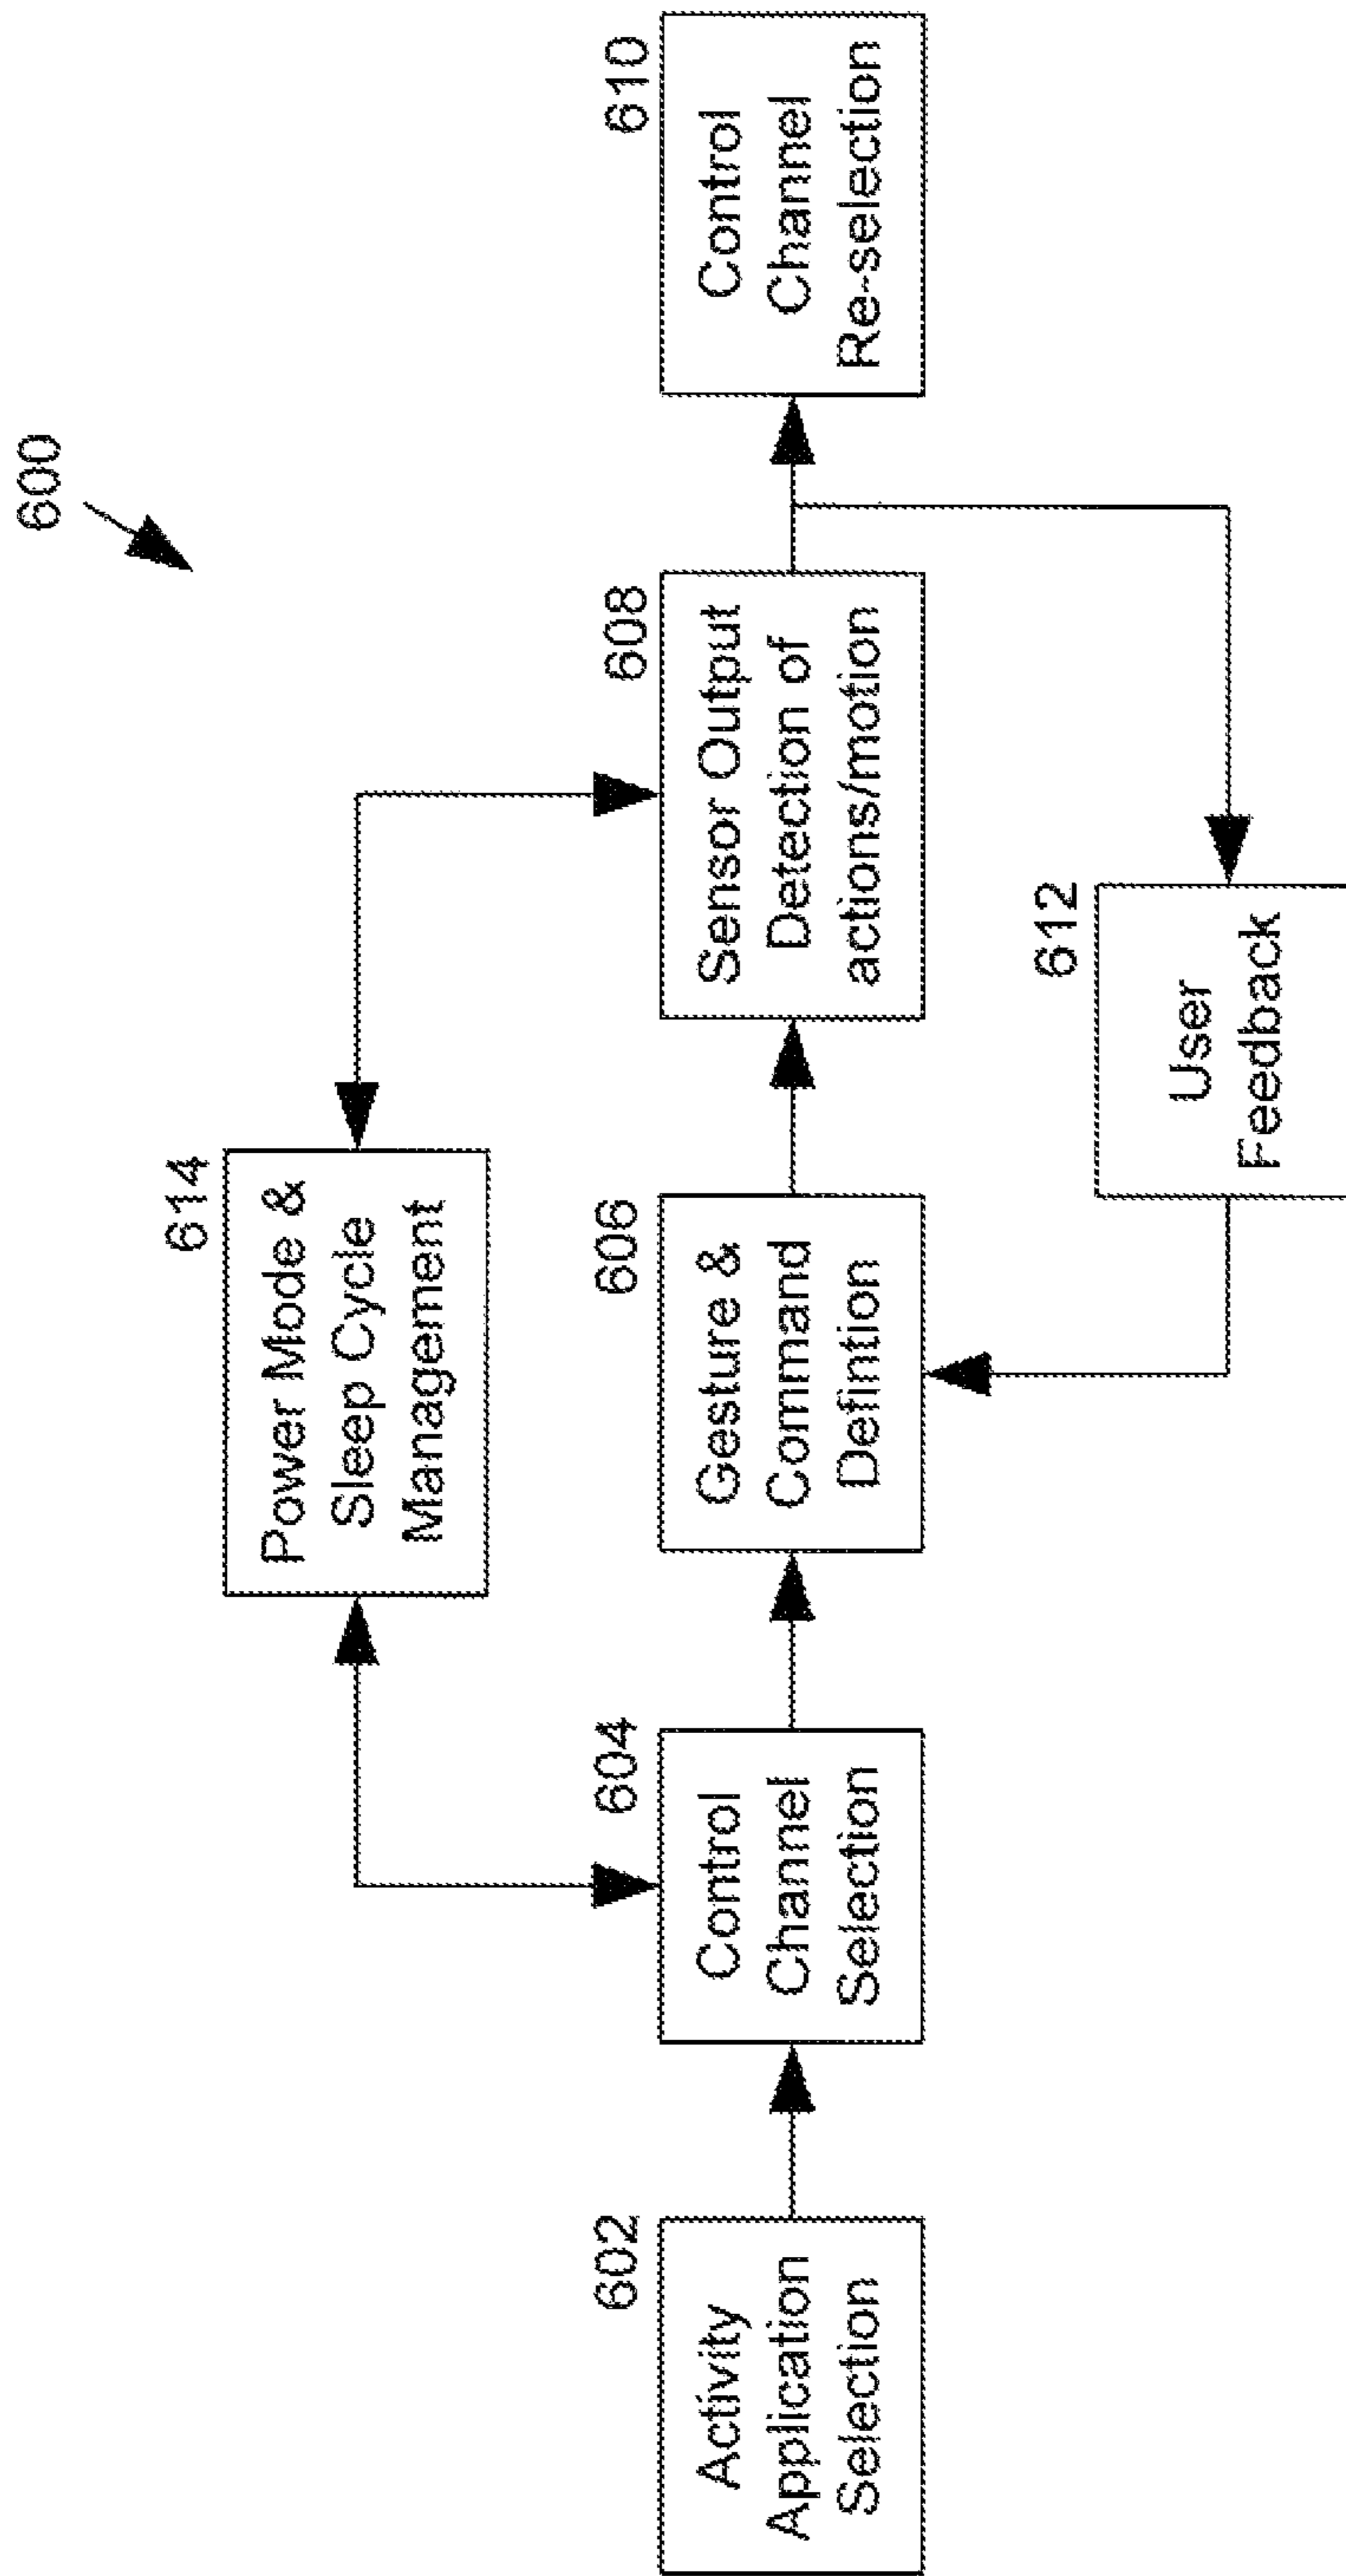 600
614
Power Mode &
Sleep Cycle
Management
602
Activity
Application
Selection
604
Control
Channel
Selection
606
Gesture &
Command
Defintion
608
Sensor Output
Detection of
actions/motion
610
Control
Channel
Re-selection
612
User
Feedback